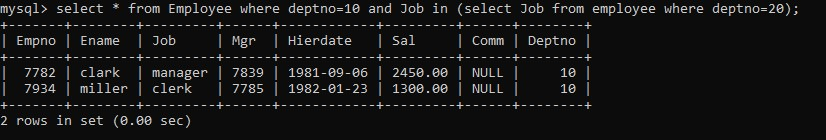 mysql> select * from Employee where deptno=10 and Job in (select Job from employee where deptno=20);
+-------+--------+---------+------+------------+---------+------+--------+
| Empno | Ename | Job | Mgr | Hierdate | Sal | Comm | Deptno |
+-------+--------+---------+------+------------+---------+------+--------+
| 7782 | clark | manager | 7839 | 1981-09-06 | 2450.00 | NULL | 10 |
| 7934 | miller | clerk | 7785 | 1982-01-23 | 1300.00 | NULL | 10 |
+-------+--------+---------+------+------------+---------+------+--------+
2 rows in set (0.00 sec)